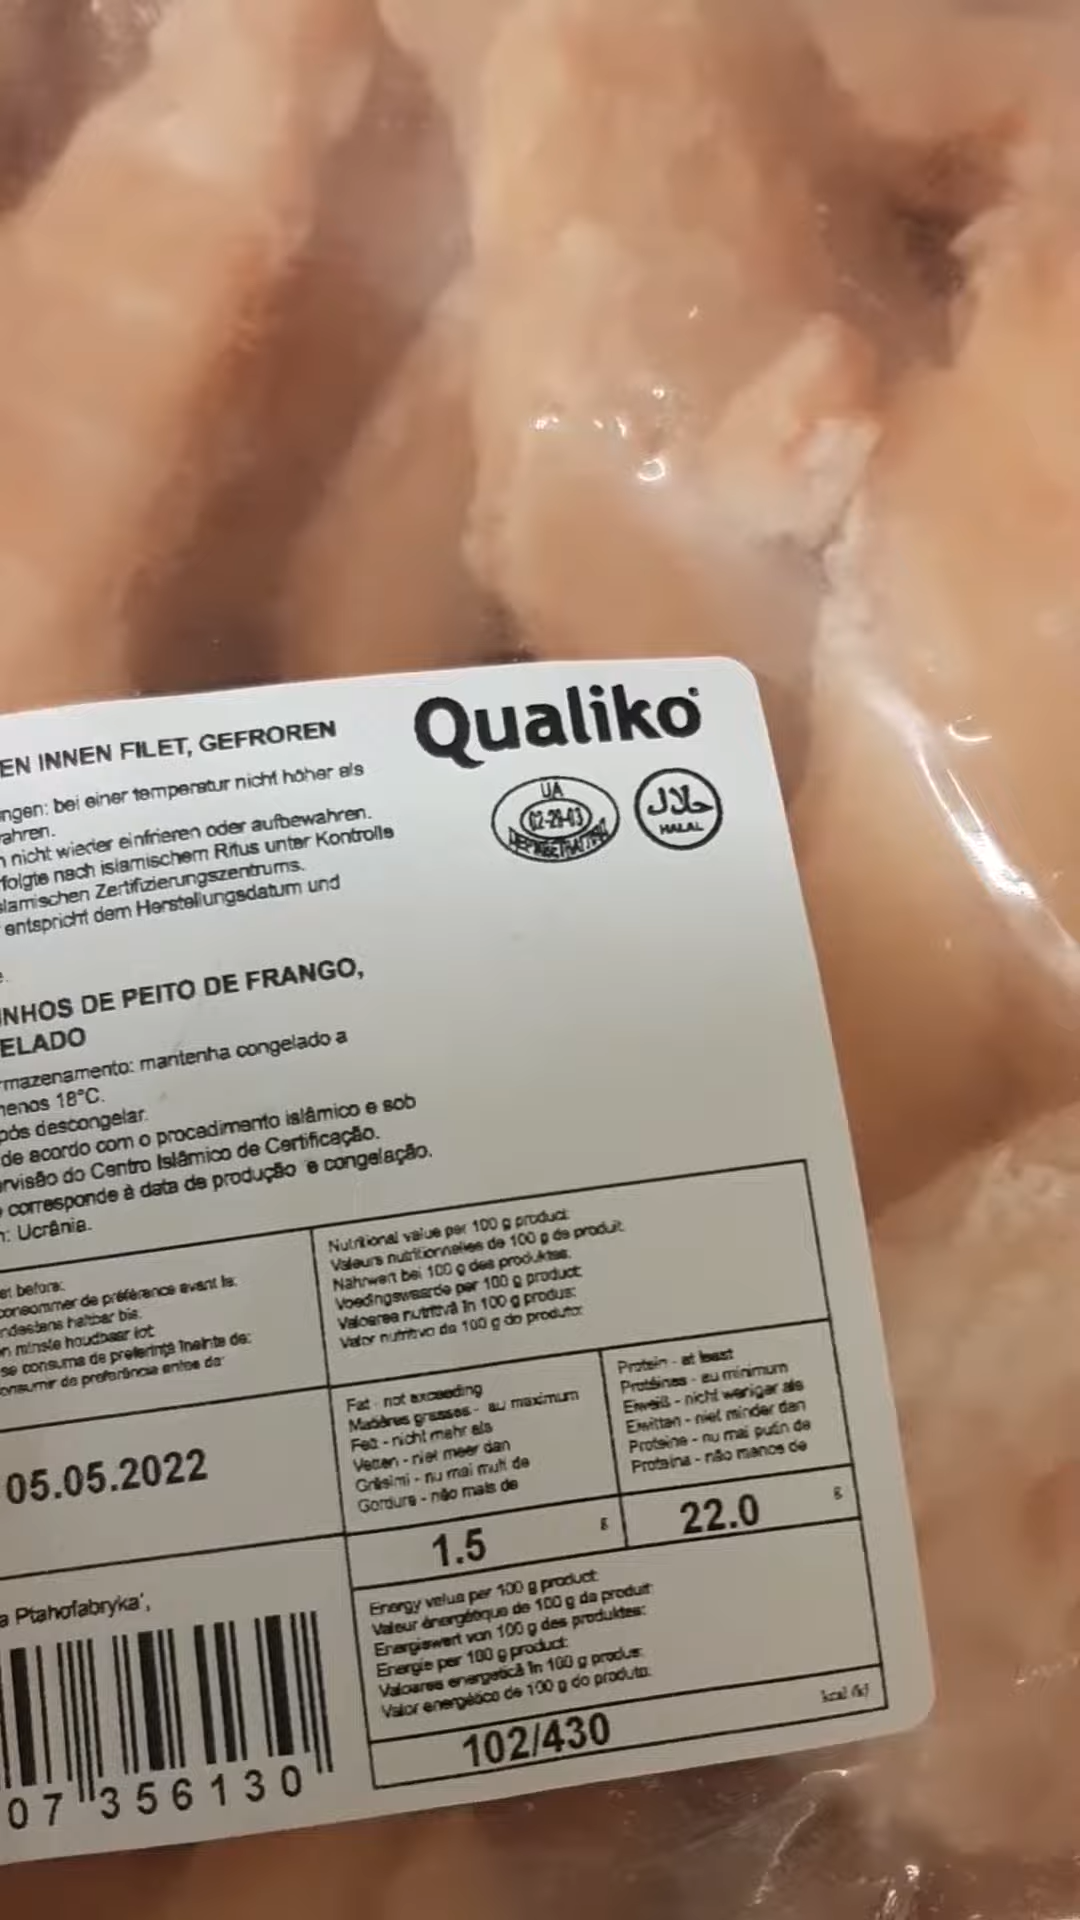 Qualiko
EN INNEN FILET, GEFROREN
ngen: bei einer temperatur nicht höher als
ahren.
nicht wieder einfrieren oder aufbewahren.
folgte nach islamischem Ritus unter Kontrolle
slamischen Zertifizierungszentrums.
entspricht dem Herstellungsdatum und
e.
UA
02-28-03
حلال
HALAL
INHOS DE PEITO DE FRANGO,
ELADO
rmazenamento: mantenha congelado a
menos 18°C.
pós descongelar.
de acordo com o procedimento islâmico e sob
rvisão do Centro Islâmico de Certificação.
corresponde à data de produção e congelação.
: Ucrânia.
before:
consommer de préférence avant le:
ndestens haltbar bis:
n minste houdbaar tot:
se consuma de preferinţă înainte de:
onsumir de preferência antes de:
05.05.2022
Nutritional value per 100 g product:
Valeurs nutritionnelles de 100 g de produit:
Nährwert bei 100 g des produktes:
Voedingswaarde per 100 g product:
Valoarea nutritivă în 100 g produs:
Valor nutritivo de 100 g do produto:
Fat - not exceeding
Matières grasses - au maximum
Fett - nicht mehr als
Vetten - niet meer dan
Grăsimi - nu mai mult de
Gordura - não mais de
1.5 g
Protein - at least
Protéines - au minimum
Eiweiß - nicht weniger als
Eiwitten - niet minder dan
Proteine - nu mai puțin de
Proteína - não menos de
22.0 g
Energy value per 100 g product:
Valeur énergétique de 100 g de produit:
Energiewert von 100 g des produktes:
Energie per 100 g product:
Valoarea energetică în 100 g produs:
Valor energético de 100 g do produto:
102/430 kcal (kJ)
a Ptahofabryka',
07 356130